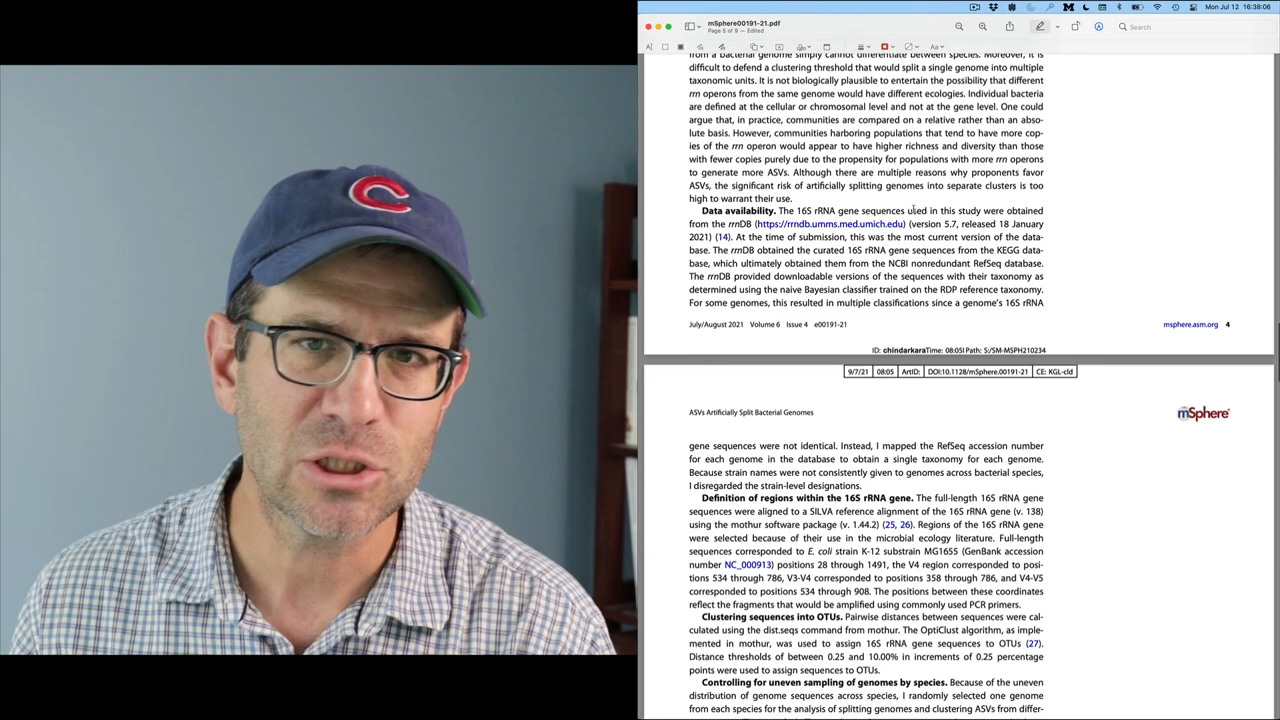 Mon Jul 12 16:38:06
mSphere00191-21.pdf
Page 5 of 9 — Edited
Search
Aa
C
from a bacterial genome simply cannot differentiate between species. Moreover, it is
difficult to defend a clustering threshold that would split a single genome into multiple
taxonomic units. It is not biologically plausible to entertain the possibility that different
rrn operons from the same genome would have different ecologies. Individual bacteria
are defined at the cellular or chromosomal level and not at the gene level. One could
argue that, in practice, communities are compared on a relative rather than an abso-
lute basis. However, communities harboring populations that tend to have more cop-
ies of the rrn operon would appear to have higher richness and diversity than those
with fewer copies purely due to the propensity for populations with more rrn operons
to generate more ASVs. Although there are multiple reasons why proponents favor
ASVs, the significant risk of artificially splitting genomes into separate clusters is too
high to warrant their use.
Data availability. The 16S rRNA gene sequences used in this study were obtained
from the rrnDB (https://rrndb.umms.med.umich.edu) (version 5.7, released 18 January
2021) (14). At the time of submission, this was the most current version of the data-
base. The rrnDB obtained the curated 16S rRNA gene sequences from the KEGG data-
base, which ultimately obtained them from the NCBI nonredundant RefSeq database.
The rrnDB provided downloadable versions of the sequences with their taxonomy as
determined using the naive Bayesian classifier trained on the RDP reference taxonomy.
For some genomes, this resulted in multiple classifications since a genome's 16S rRNA
July/August 2021 Volume 6 Issue 4 e00191-21
msphere.asm.org 4
ID: chindarkaraTime: 08:05I Path: S:/SM-MSPH210234
9/7/21 08:05 ArtID: DOI:10.1128/mSphere.00191-21 CE: KGL-cld
ASVs Artificially Split Bacterial Genomes
mSphere
gene sequences were not identical. Instead, I mapped the RefSeq accession number
for each genome in the database to obtain a single taxonomy for each genome.
Because strain names were not consistently given to genomes across bacterial species,
I disregarded the strain-level designations.
Definition of regions within the 16S rRNA gene. The full-length 16S rRNA gene
sequences were aligned to a SILVA reference alignment of the 16S rRNA gene (v. 138)
using the mothur software package (v. 1.44.2) (25, 26). Regions of the 16S rRNA gene
were selected because of their use in the microbial ecology literature. Full-length
sequences corresponded to E. coli strain K-12 substrain MG1655 (GenBank accession
number NC_000913) positions 28 through 1491, the V4 region corresponded to posi-
tions 534 through 786, V3-V4 corresponded to positions 358 through 786, and V4-V5
corresponded to positions 534 through 908. The positions between these coordinates
reflect the fragments that would be amplified using commonly used PCR primers.
Clustering sequences into OTUs. Pairwise distances between sequences were cal-
culated using the dist.seqs command from mothur. The OptiClust algorithm, as imple-
mented in mothur, was used to assign 16S rRNA gene sequences to OTUs (27).
Distance thresholds of between 0.25 and 10.00% in increments of 0.25 percentage
points were used to assign sequences to OTUs.
Controlling for uneven sampling of genomes by species. Because of the uneven
distribution of genome sequences across species, I randomly selected one genome
from each species for the analysis of splitting genomes and clustering ASVs from differ-